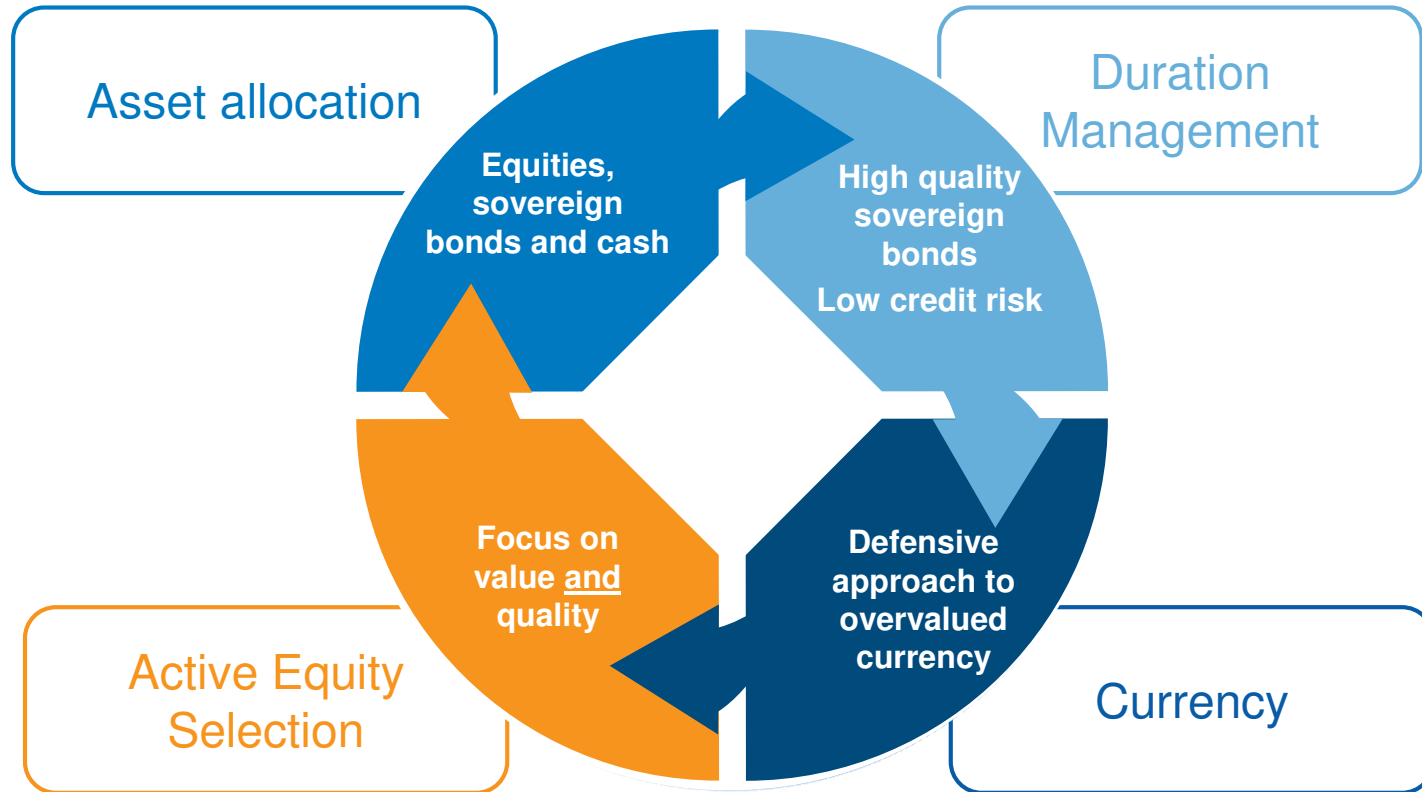 Asset allocation
Equities,
sovereign
bonds and cash
Duration
Management
High quality
sovereign
bonds
Low credit risk
Active Equity
Selection
Focus on
value and
quality
Defensive
approach to
overvalued
currency
Currency